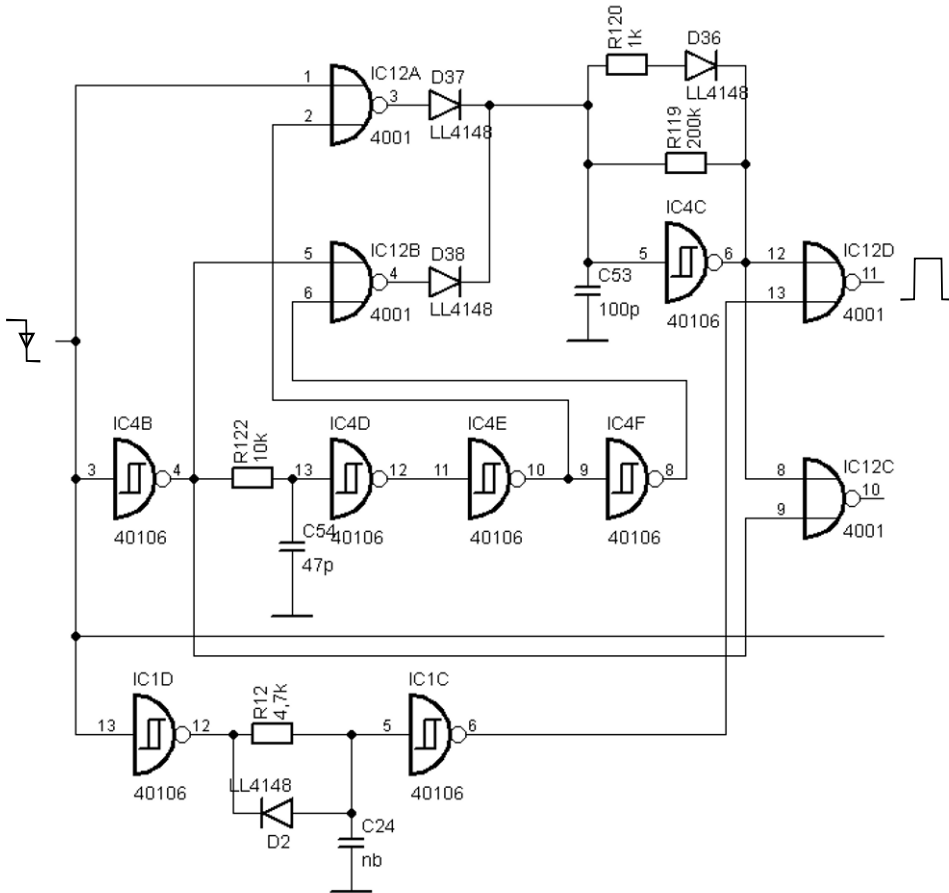 R120
1k
D36
LL4148
1
IC12A
3
D37
LL4148
2
4001
R119
200k
IC4C
5
6
40106
C53
100p
5
IC12B
4
D38
LL4148
6
4001
12
IC12D
11
13
4001
IC4B
3
4
40106
R122
10k
13
IC4D
12
40106
C54
47p
11
IC4E
10
40106
9
IC4F
8
40106
8
IC12C
10
9
4001
IC1D
13
12
40106
R12
4,7k
LL4148
D2
C24
nb
5
IC1C
6
40106